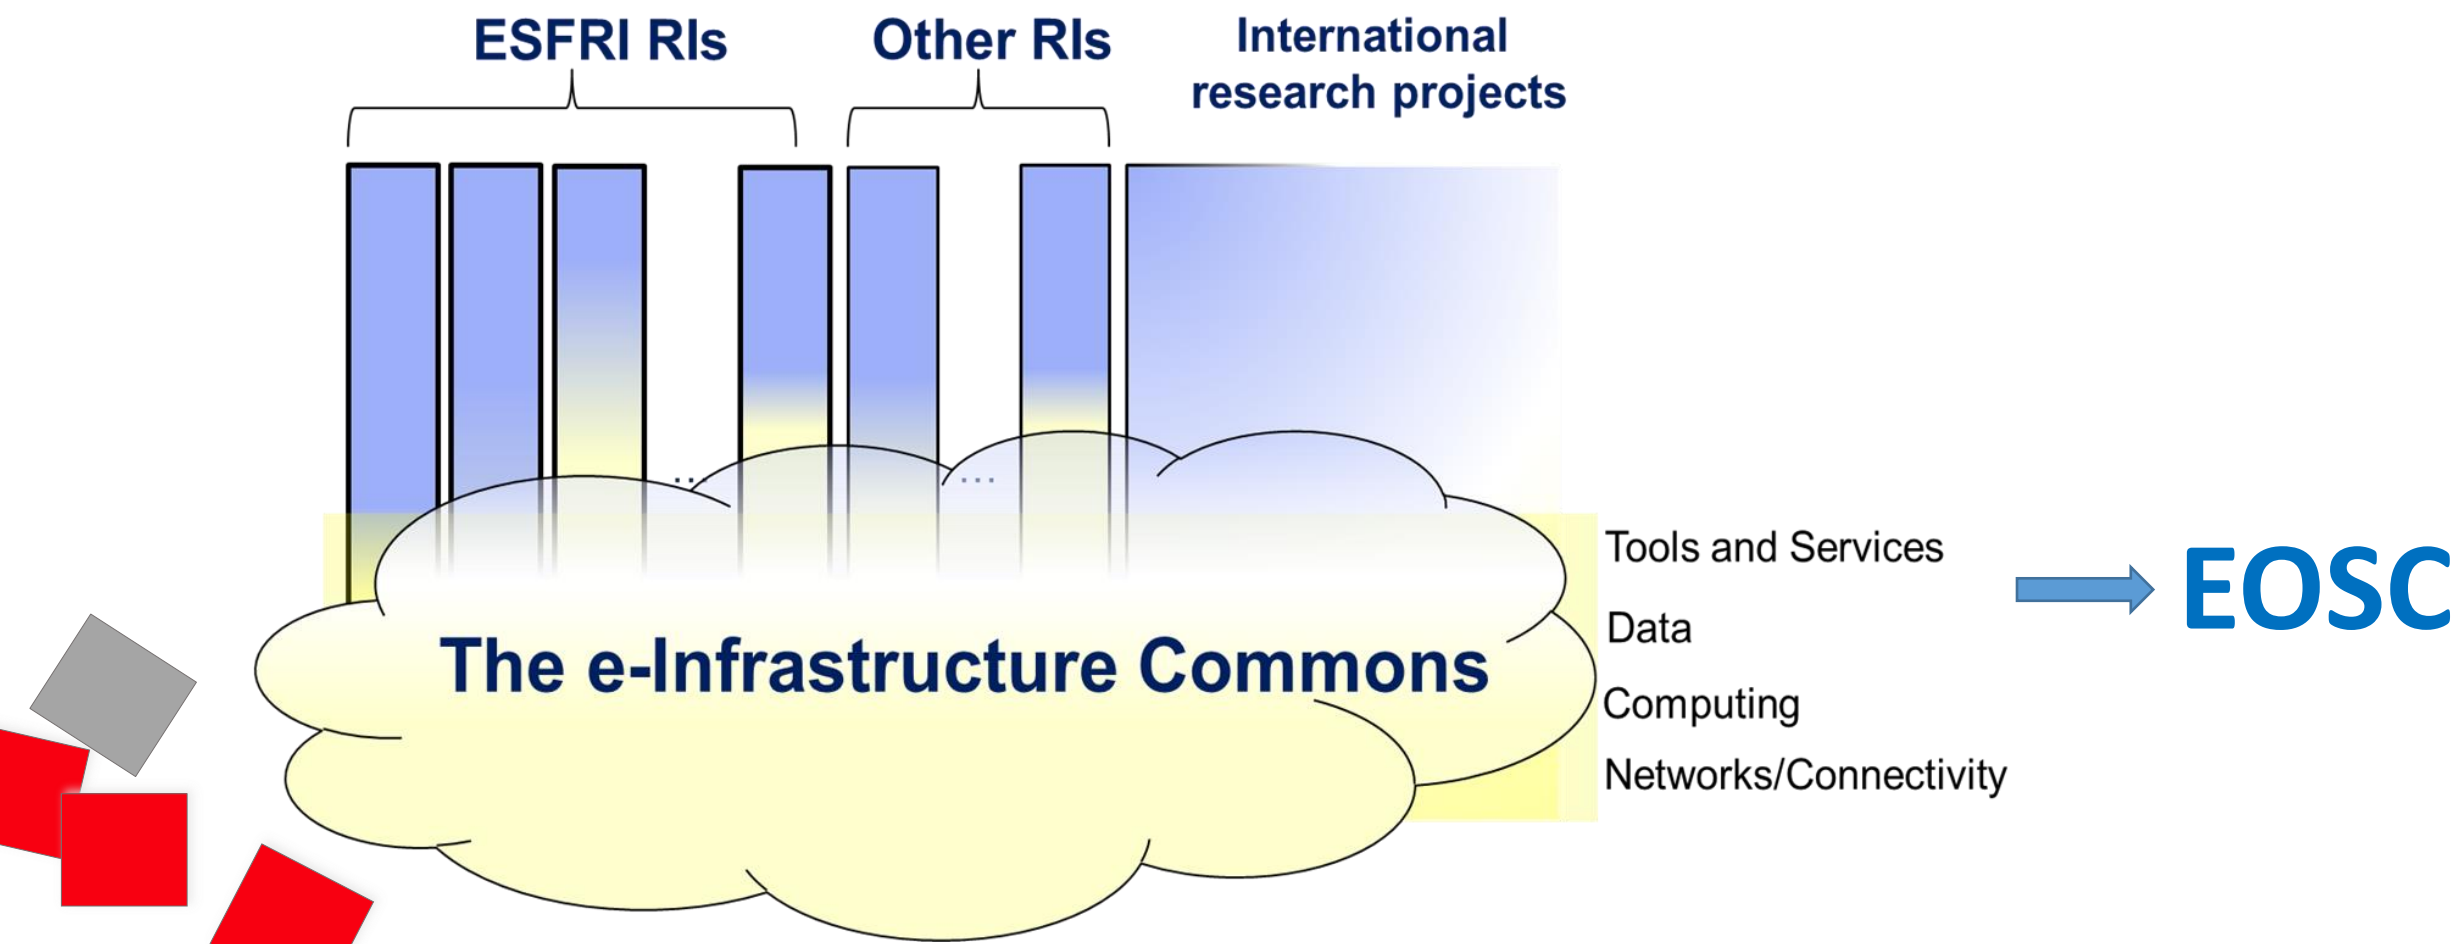 ESFRI RIs
Other RIs
International
research projects
...
...
The e-Infrastructure Commons
Tools and Services
Data
Computing
Networks/Connectivity
EOSC